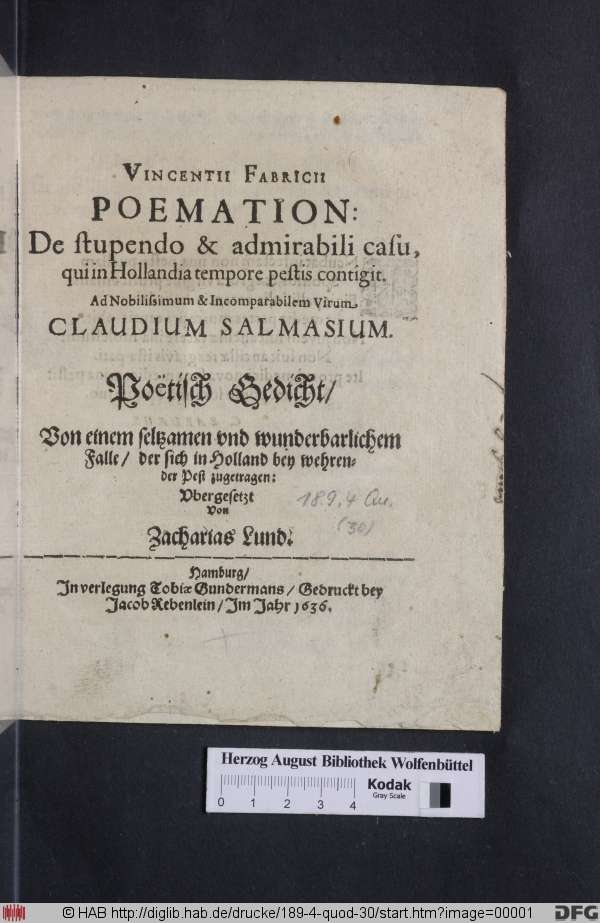 VINCENTII FABRICII
POEMATION:
De ſtupendo & admirabili caſu,
qui in Hollandia tempore peſtis contigit.
Ad Nobiliſsimum & Incomparabilem Virum,
CLAUDIUM SALMASIUM.
Poëtiſch Gedicht/
Von einem ſeltzamen vnd wunderbarlichem
Falle/ der ſich in Holland bey wehren-
der Peſt zugetragen:
Vbergeſetzt
Von
Zacharias Lund.
189.4 Qu.
(30)
Hamburg/
In verlegung Tobiæ Gundermans/ Gedruckt bey
Jacob Rebenlein/ Im Jahr 1636.
Herzog August Bibliothek Wolfenbüttel
0 1 2 3 4
Kodak
Gray Scale
© HAB http://diglib.hab.de/drucke/189-4-quod-30/start.htm?image=00001
DFG